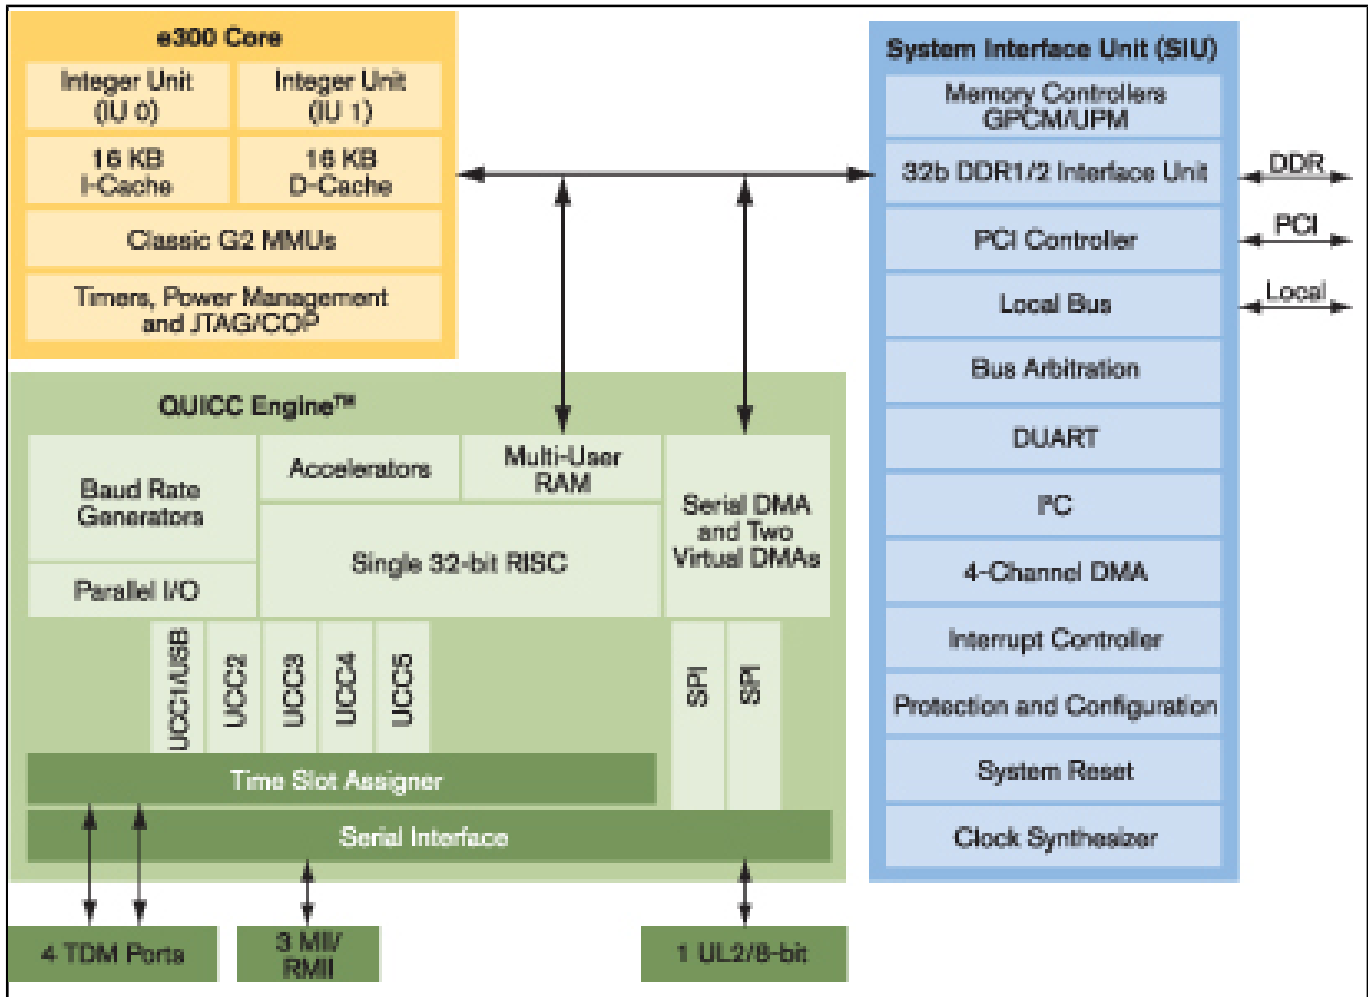 e300 Core
Integer Unit
(IU 0)
Integer Unit
(IU 1)
16 KB
I-Cache
16 KB
D-Cache
Classic G2 MMUs
Timers, Power Management
and JTAG/COP
System Interface Unit (SIU)
Memory Controllers
GPCM/UPM
32b DDR1/2 Interface Unit
PCI Controller
Local Bus
Bus Arbitration
DUART
I²C
4-Channel DMA
Interrupt Controller
Protection and Configuration
System Reset
Clock Synthesizer
DDR
PCI
Local
QUICC Engine™
Baud Rate
Generators
Parallel I/O
Accelerators
Multi-User
RAM
Single 32-bit RISC
Serial DMA
and Two
Virtual DMAs
UCC1/USB
UCC2
UCC3
UCC4
UCC5
SPI
SPI
Time Slot Assigner
Serial Interface
4 TDM Ports
3 MII/
RMII
1 UL2/8-bit